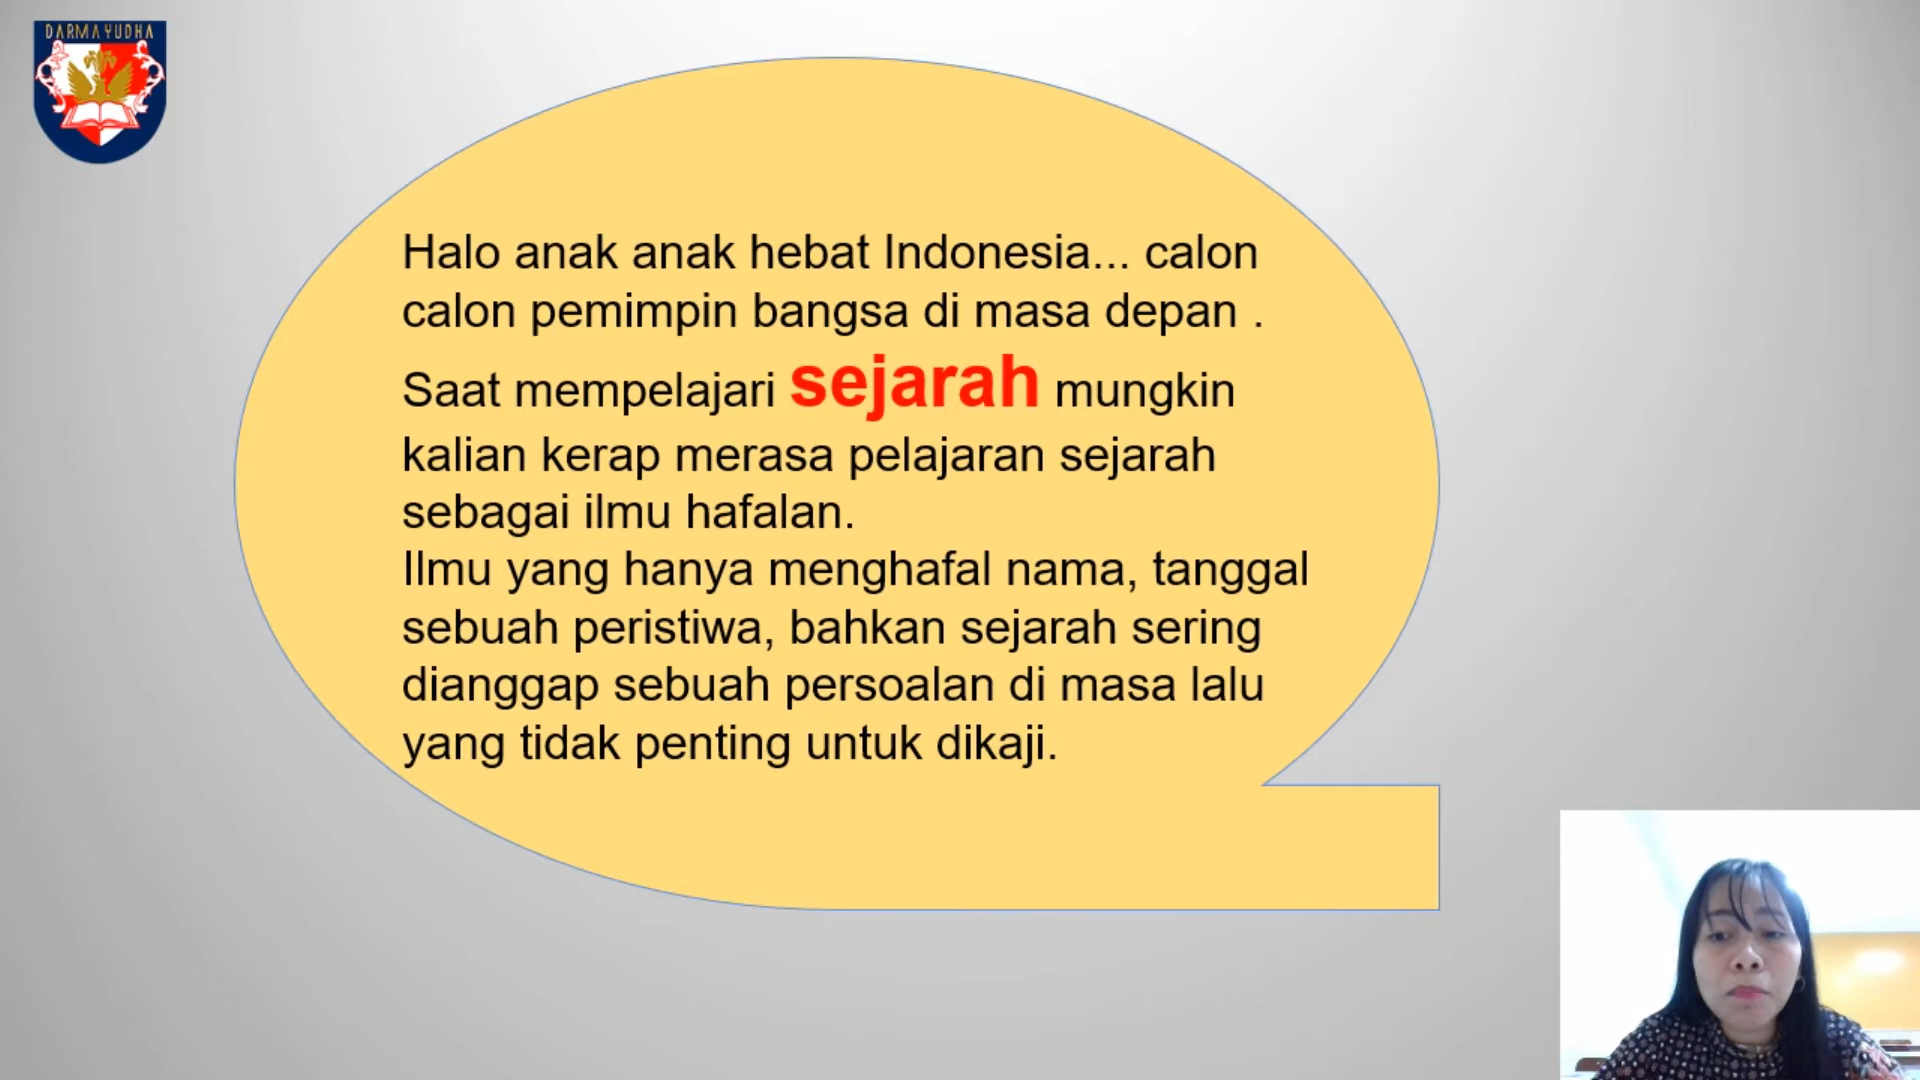 DARMA YUDHA
Halo anak anak hebat Indonesia... calon
calon pemimpin bangsa di masa depan .
Saat mempelajari sejarah mungkin
kalian kerap merasa pelajaran sejarah
sebagai ilmu hafalan.
Ilmu yang hanya menghafal nama, tanggal
sebuah peristiwa, bahkan sejarah sering
dianggap sebuah persoalan di masa lalu
yang tidak penting untuk dikaji.